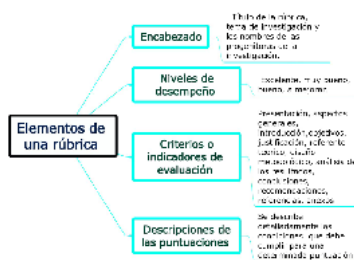 Elementos de
una rúbrica
Encabezado
Título de la rúbrica,
tema de investigación y
los nombres de las
de la
investigación.
Niveles de
desempeño
Excelente, muy bueno,
bueno, a mejorar
Criterios o
indicadores de
evaluación
Presentación, aspectos
generales,
introducción, objetivos,
justificación, referente
teórico, diseño
metodológico, análisis de
los resultados,
conclusiones,
recomendaciones,
referencias, anexos
Descripciones de
las puntuaciones
Se describe
detalladamente las
condiciones que debe
cumplir para una
determinada puntuación